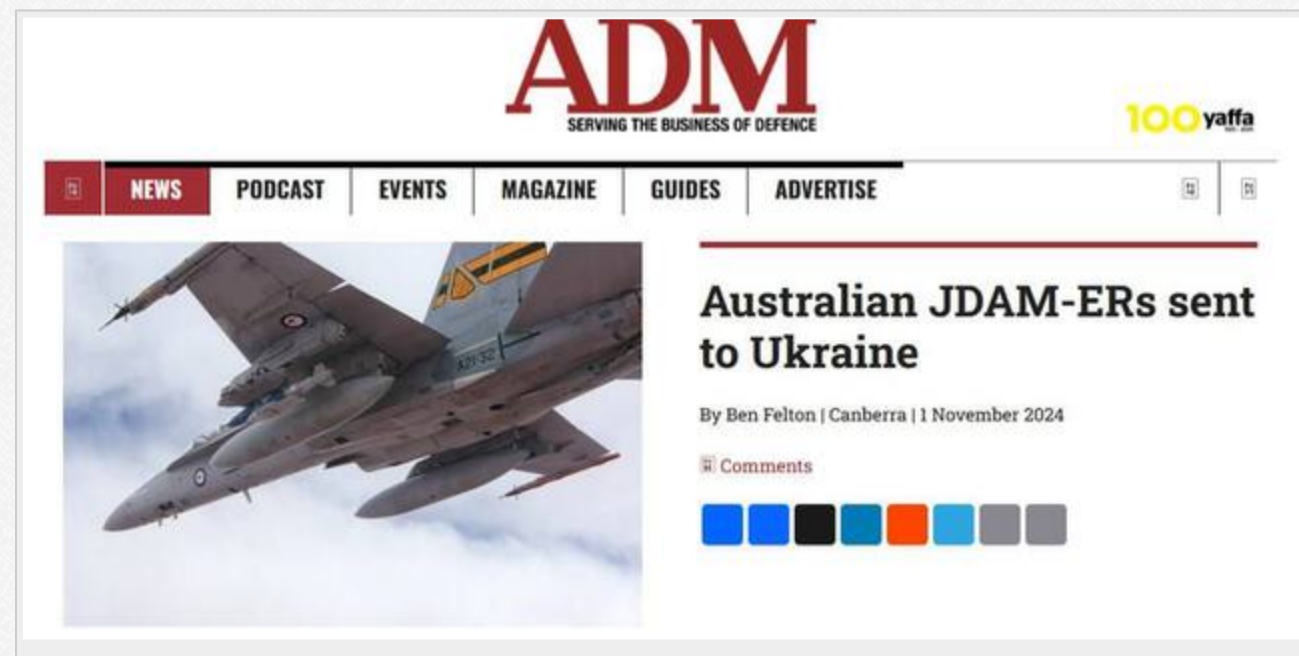 ADM
SERVING THE BUSINESS OF DEFENCE
100 yaffa
NEWS
PODCAST
EVENTS
MAGAZINE
GUIDES
ADVERTISE
A21-32
Australian JDAM-ERs sent
to Ukraine
By Ben Felton | Canberra | 1 November 2024
Comments